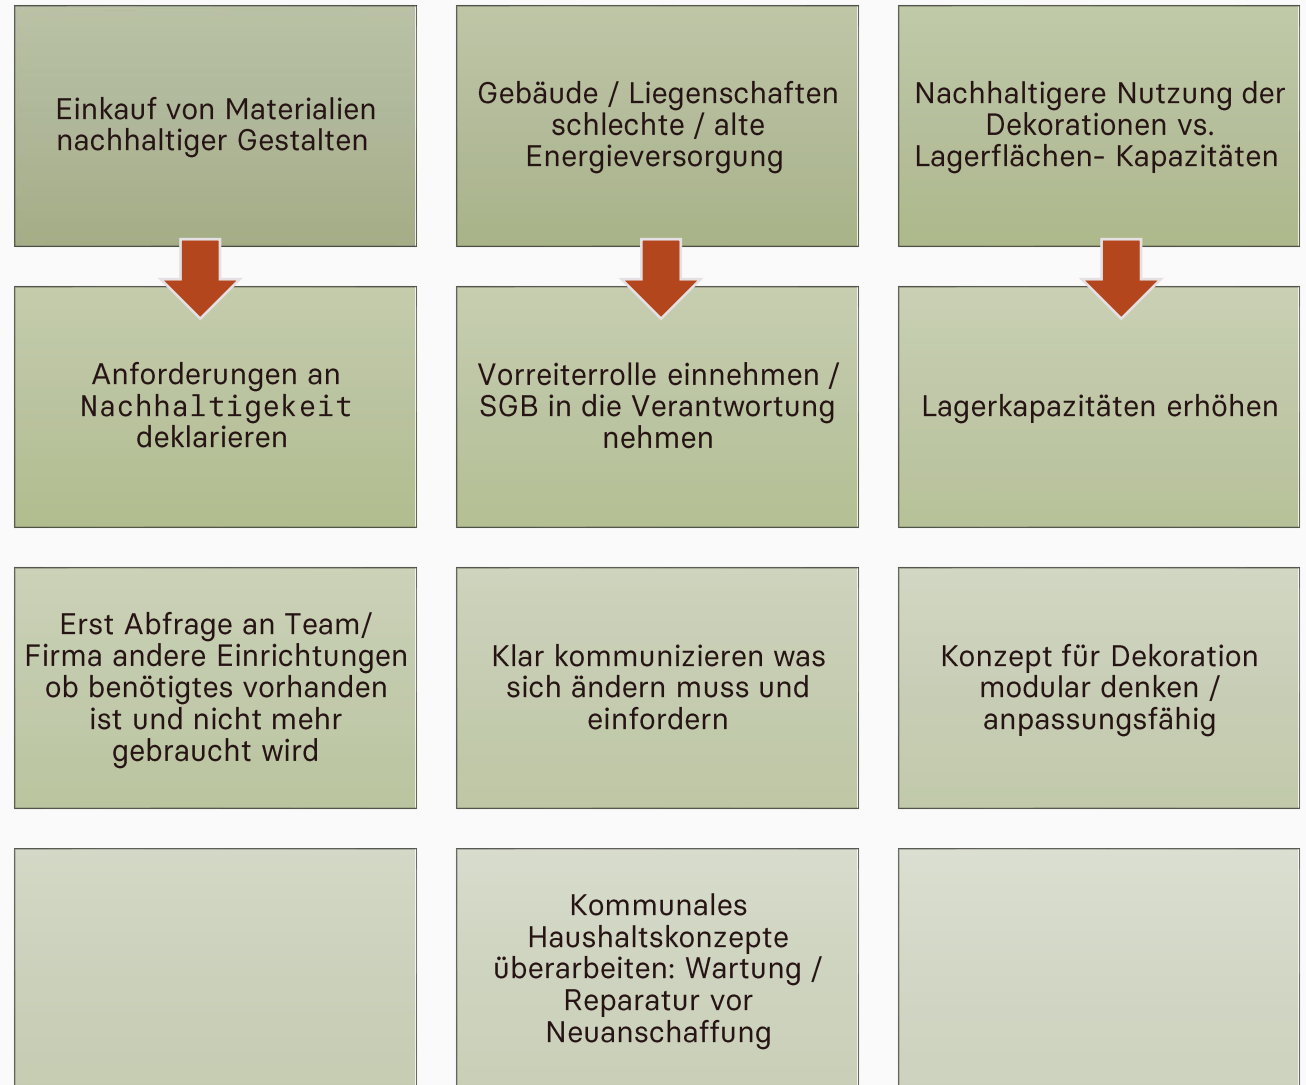 Einkauf von Materialien
nachhaltiger Gestalten
Gebäude / Liegenschaften
schlechte / alte
Energieversorgung
Nachhaltigere Nutzung der
Dekorationen vs.
Lagerflächen- Kapazitäten
Anforderungen an
Nachhaltigekeit
deklarieren
Vorreiterrolle einnehmen /
SGB in die Verantwortung
nehmen
Lagerkapazitäten erhöhen
Erst Abfrage an Team/
Firma andere Einrichtungen
ob benötigtes vorhanden
ist und nicht mehr
gebraucht wird
Klar kommunizieren was
sich ändern muss und
einfordern
Konzept für Dekoration
modular denken /
anpassungsfähig
Kommunales
Haushaltskonzepte
überarbeiten: Wartung /
Reparatur vor
Neuanschaffung